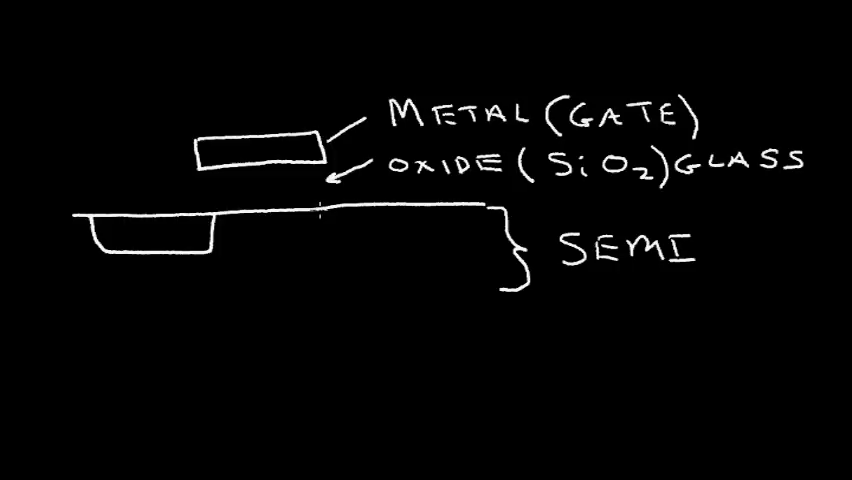 METAL (GATE)
OXIDE (SiO2) GLASS
SEMI